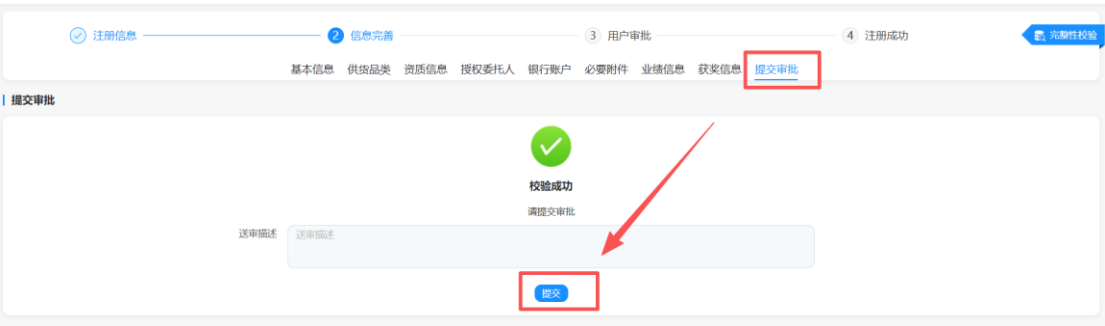 注册信息 2 信息完善 3 用户审批 4 注册成功 完整性校验
基本信息 供货品类 资质信息 授权委托人 银行账户 必要附件 业绩信息 获奖信息 提交审批
提交审批
校验成功
请提交审批
送审描述 送审描述
提交